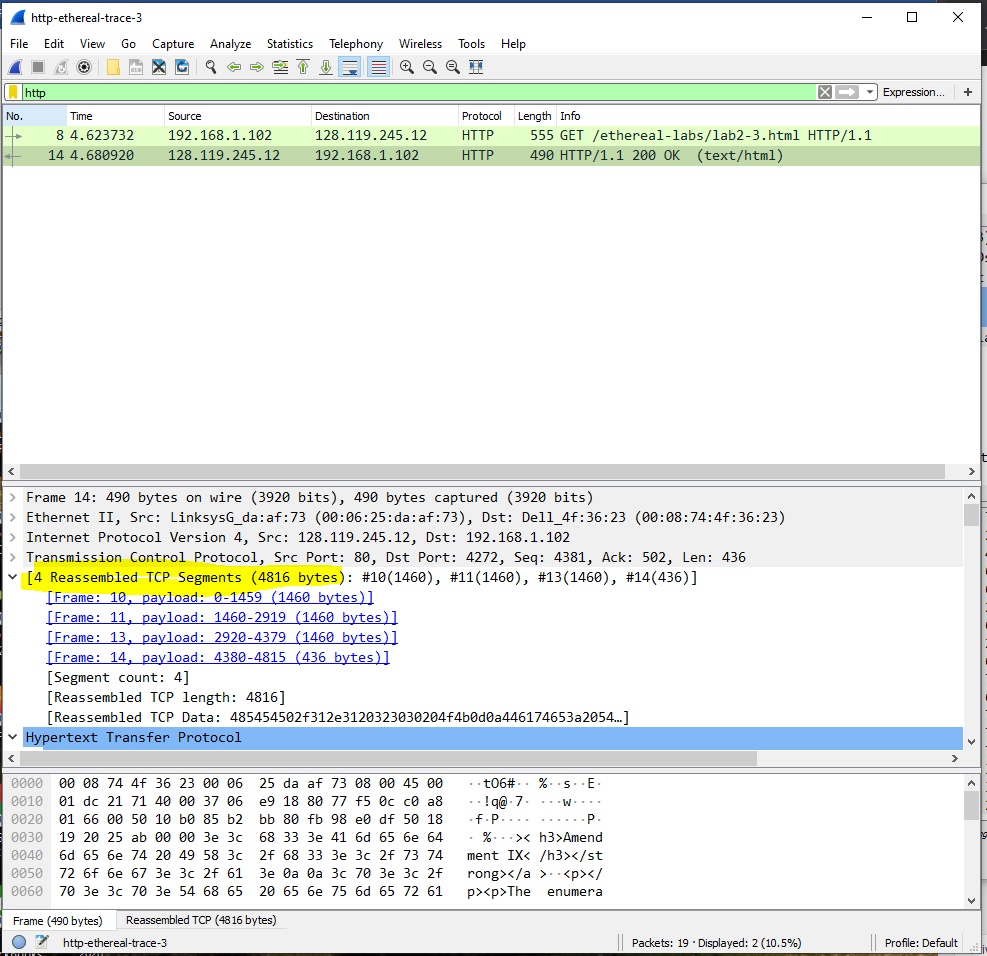 http-ethereal-trace-3
File Edit View Go Capture Analyze Statistics Telephony Wireless Tools Help
http Expression... +
No. Time Source Destination Protocol Length Info
8 4.623732 192.168.1.102 128.119.245.12 HTTP 555 GET /ethereal-labs/lab2-3.html HTTP/1.1
14 4.680920 128.119.245.12 192.168.1.102 HTTP 490 HTTP/1.1 200 OK (text/html)
Frame 14: 490 bytes on wire (3920 bits), 490 bytes captured (3920 bits)
Ethernet II, Src: LinksysG_da:af:73 (00:06:25:da:af:73), Dst: Dell_4f:36:23 (00:08:74:4f:36:23)
Internet Protocol Version 4, Src: 128.119.245.12, Dst: 192.168.1.102
Transmission Control Protocol, Src Port: 80, Dst Port: 4272, Seq: 4381, Ack: 502, Len: 436
[4 Reassembled TCP Segments (4816 bytes): #10(1460), #11(1460), #13(1460), #14(436)]
[Frame: 10, payload: 0-1459 (1460 bytes)]
[Frame: 11, payload: 1460-2919 (1460 bytes)]
[Frame: 13, payload: 2920-4379 (1460 bytes)]
[Frame: 14, payload: 4380-4815 (436 bytes)]
[Segment count: 4]
[Reassembled TCP length: 4816]
[Reassembled TCP Data: 485454502f312e3120323030204f4b0d0a446174653a2054…]
Hypertext Transfer Protocol
0000 00 08 74 4f 36 23 00 06 25 da af 73 08 00 45 00 ··tO6#·· %··s··E·
0010 01 dc 21 71 40 00 37 06 e9 18 80 77 f5 0c c0 a8 ··!q@·7· ···w····
0020 01 66 00 50 10 b0 85 b2 bb 80 fb 98 e0 df 50 18 ·f·P···· ······P·
0030 19 20 25 ab 00 00 3e 3c 68 33 3e 41 6d 65 6e 64 · %···>< h3>Amend
0040 6d 65 6e 74 20 49 58 3c 2f 68 33 3e 3c 2f 73 74 ment IX< /h3></st
0050 72 6f 6e 67 3e 3c 2f 61 3e 0a 0a 3c 70 3e 3c 2f rong></a >··<p></
0060 70 3e 3c 70 3e 54 68 65 20 65 6e 75 6d 65 72 61 p><p>The enumera
Frame (490 bytes) Reassembled TCP (4816 bytes)
http-ethereal-trace-3 Packets: 19 · Displayed: 2 (10.5%) Profile: Default